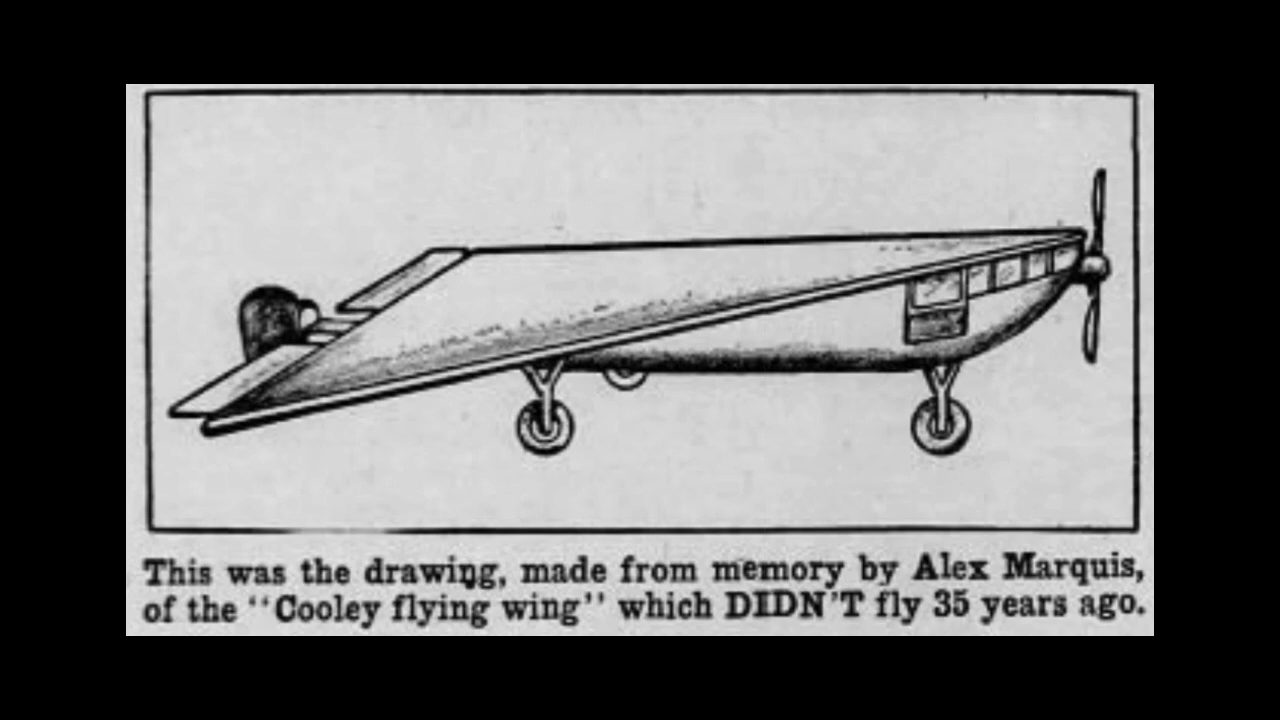 This was the drawing, made from memory by Alex Marquis,
of the "Cooley flying wing" which DIDN'T fly 35 years ago.